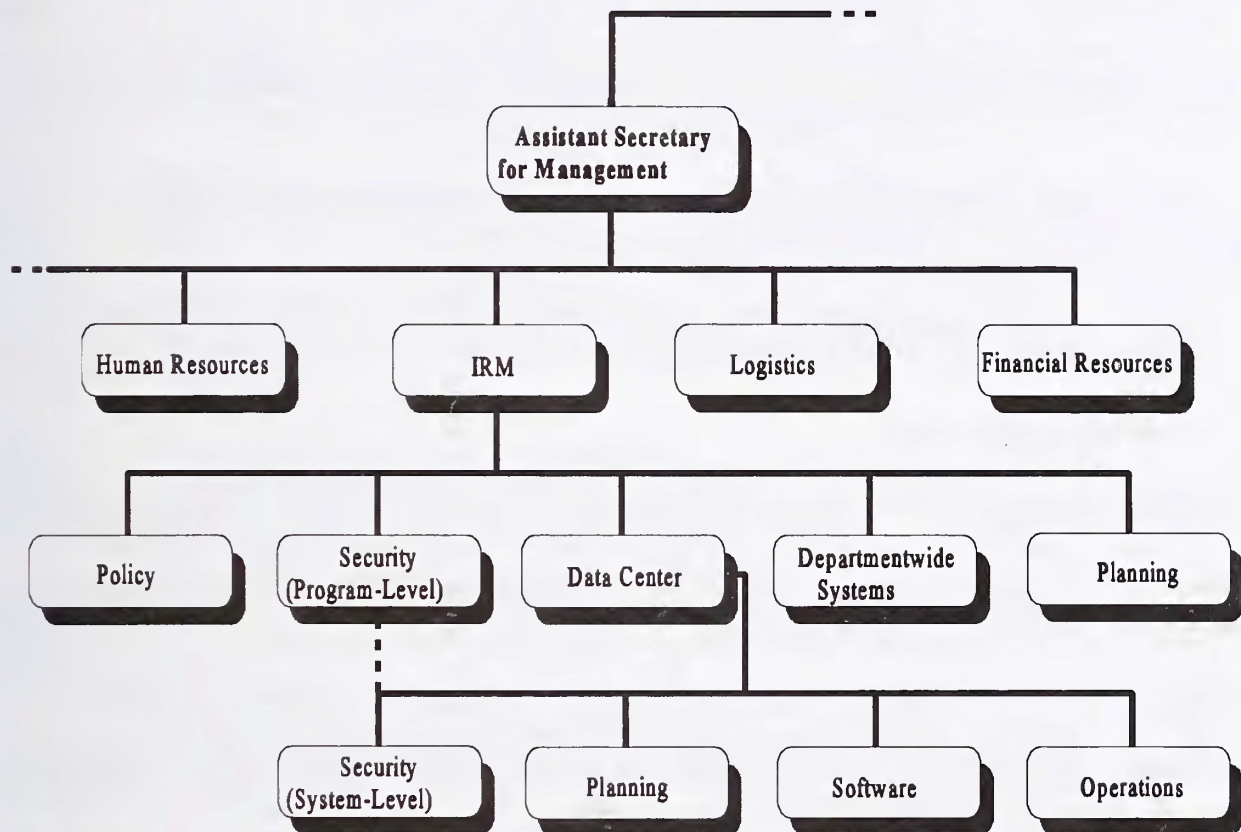 Assistant Secretary
for Management
Human Resources
IRM
Logistics
Financial Resources
Policy
Security
(Program-Level)
Data Center
Departmentwide
Systems
Planning
Security
(System-Level)
Planning
Software
Operations